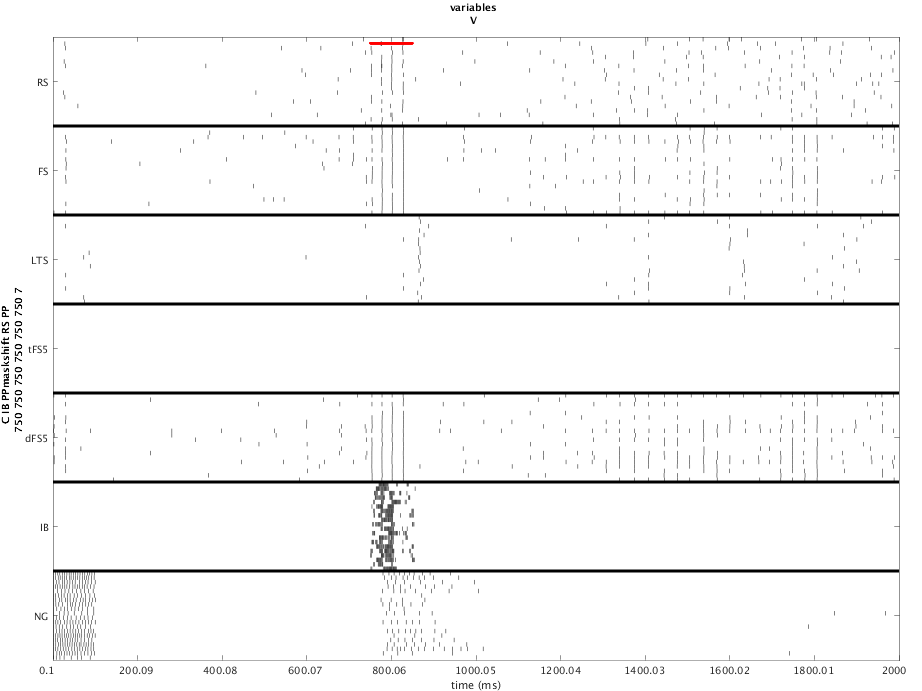 variables
V
RS
FS
LTS
tFS5
dFS5
IB
NG
C IB PPmaskshift RS PP
750 750 750 750 750 750 7
0.1 200.09 400.08 600.07 800.06 1000.05 1200.04 1400.03 1600.02 1800.01 2000
time (ms)